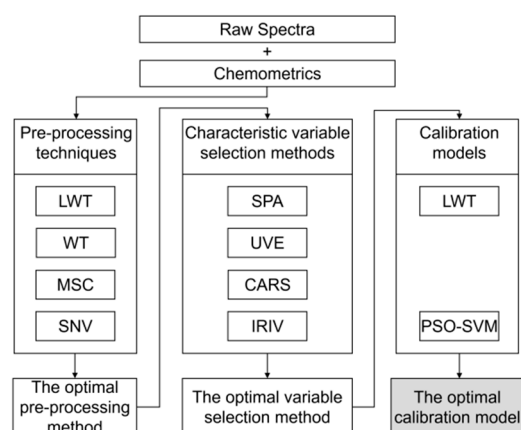 Raw Spectra
+
Chemometrics
Pre-processing
techniques
LWT
WT
MSC
SNV
The optimal
pre-processing
method
Characteristic variable
selection methods
SPA
UVE
CARS
IRIV
The optimal variable
selection method
Calibration
models
LWT
PSO-SVM
The optimal
calibration model